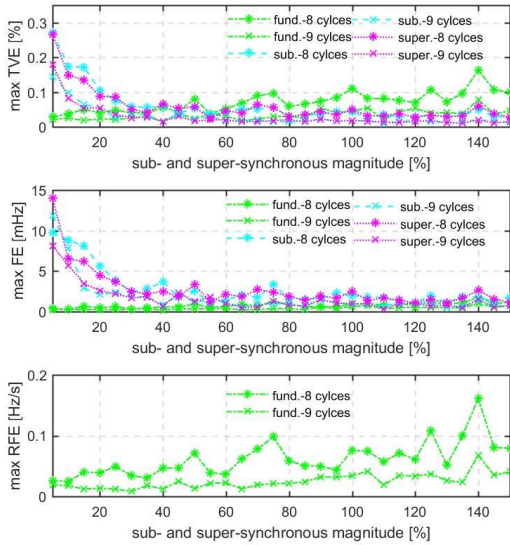 max TVE [%]
0.3
0.2
0.1
0
fund.-8 cylces
fund.-9 cylces
sub.-8 cylces
sub.-9 cylces
super.-8 cylces
super.-9 cylces
20 40 60 80 100 120 140
sub- and super-synchronous magnitude [%]
max FE [mHz]
15
10
5
0
fund.-8 cylces
fund.-9 cylces
sub.-8 cylces
sub.-9 cylces
super.-8 cylces
super.-9 cylces
20 40 60 80 100 120 140
sub- and super-synchronous magnitude [%]
max RFE [Hz/s]
0.2
0.1
0
fund.-8 cylces
fund.-9 cylces
20 40 60 80 100 120 140
sub- and super-synchronous magnitude [%]